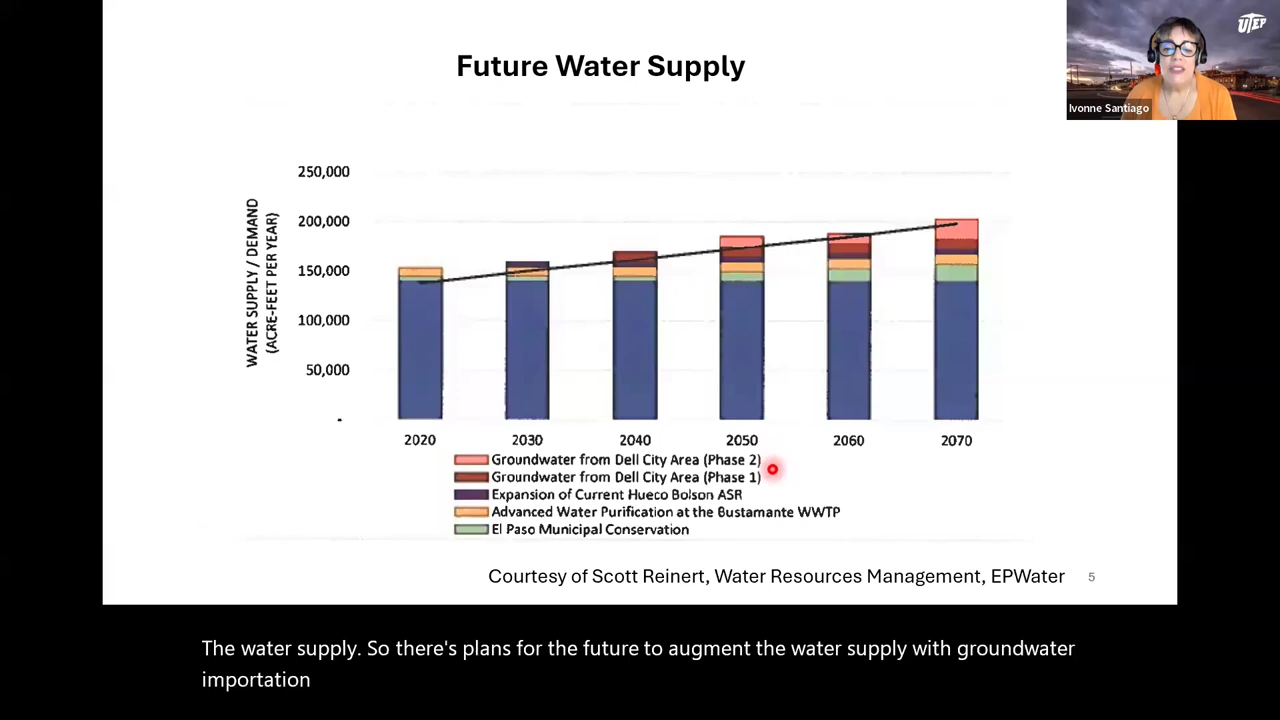 Future Water Supply
UTEP
Ivonne Santiago
WATER SUPPLY / DEMAND
(ACRE-FEET PER YEAR)
250,000
200,000
150,000
100,000
50,000
-
2020 2030 2040 2050 2060 2070
Groundwater from Dell City Area (Phase 2)
Groundwater from Dell City Area (Phase 1)
Expansion of Current Hueco Bolson ASR
Advanced Water Purification at the Bustamante WWTP
El Paso Municipal Conservation
Courtesy of Scott Reinert, Water Resources Management, EPWater 5
The water supply. So there's plans for the future to augment the water supply with groundwater
importation